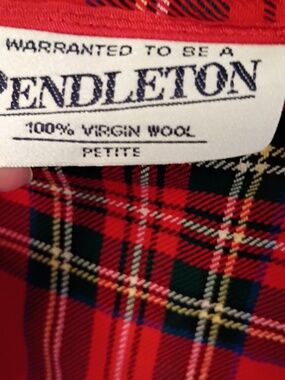 WARRANTED TO BE A
PENDLETON
100% VIRGIN WOOL
PETITE